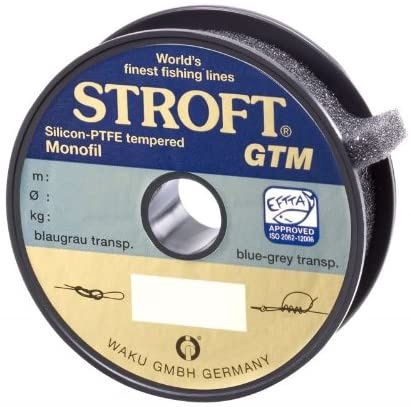 World's
finest fishing lines
STROFT®
Silicon-PTFE tempered
Monofil
GTM
m:
Ø:
kg:
EFTTA
APPROVED
ISO 2062-12006
blaugrau transp.
blue-grey transp.
WAKU GMBH GERMANY